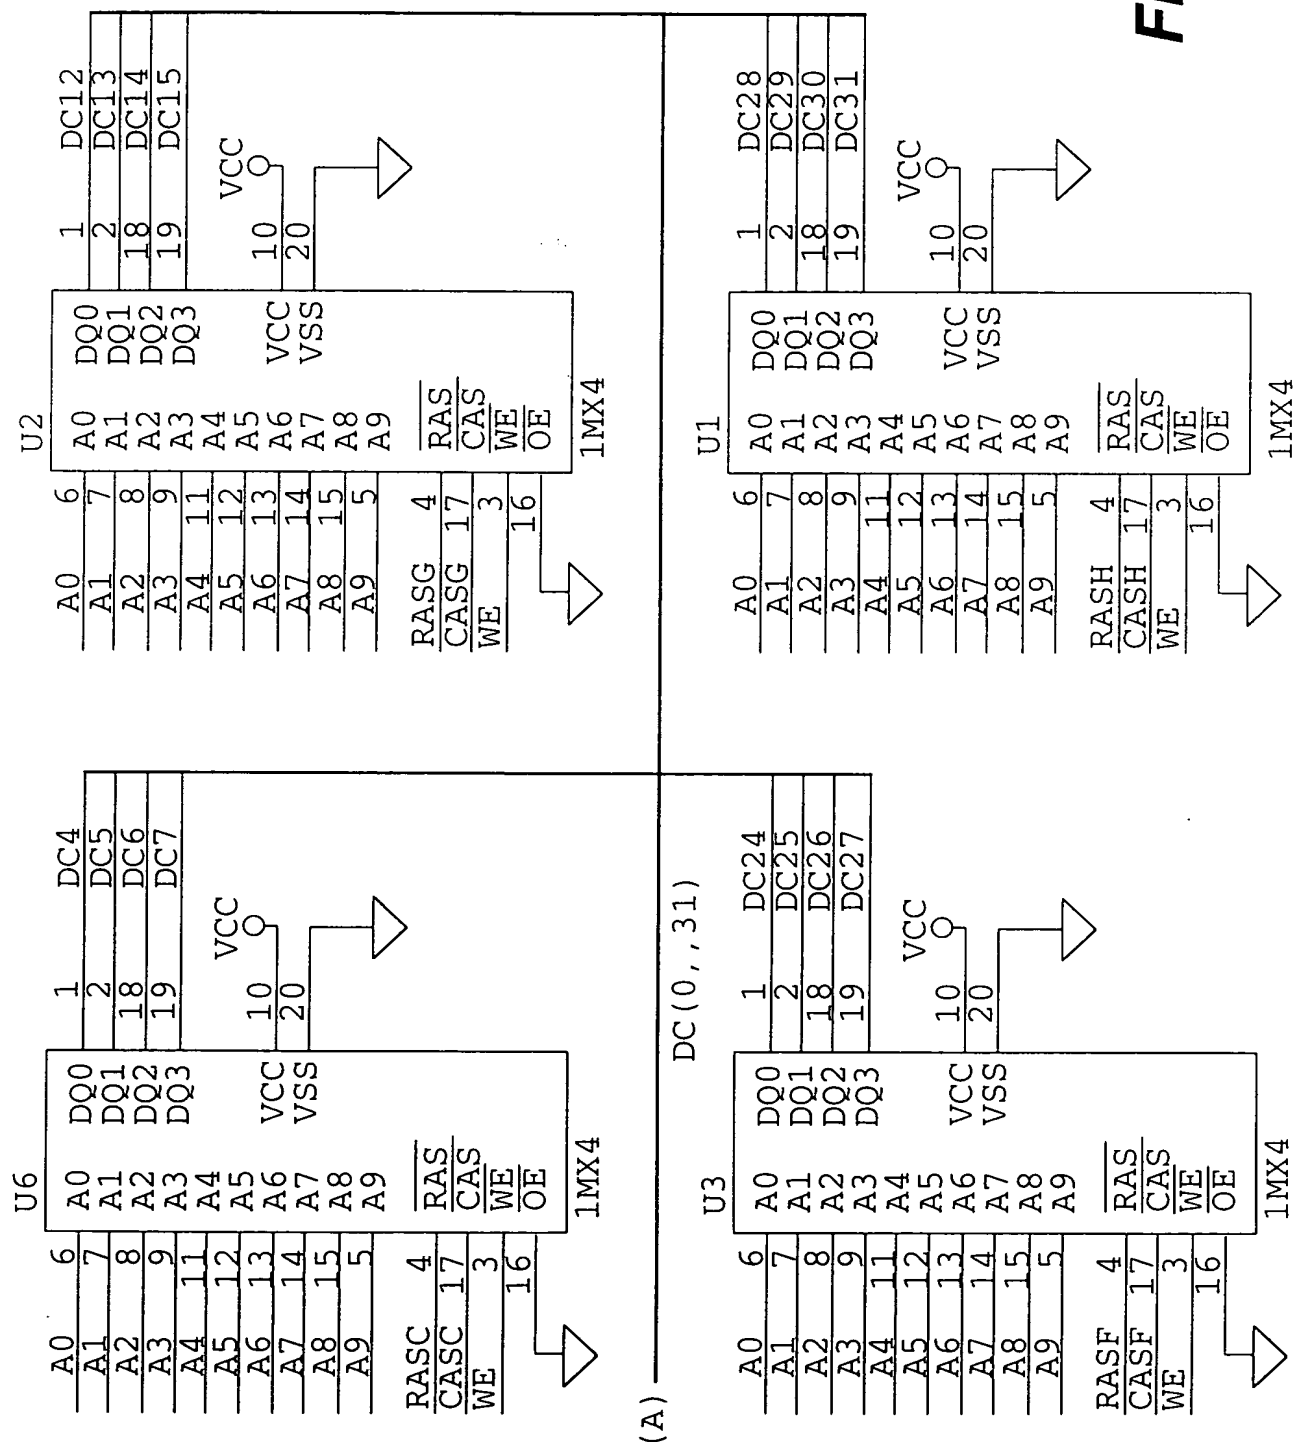 U6
A0 6 A0 DQ0 1 DC4
A1 7 A1 DQ1 2 DC5
A2 8 A2 DQ2 18 DC6
A3 9 A3 DQ3 19 DC7
A4 11 A4
A5 12 A5
A6 13 A6 VCC 10 VCC
A7 14 A7 VSS 20
A8 15 A8
A9 5 A9
RASC 4 RAS
CASC 17 CAS
WE 3 WE
16 OE
1MX4
U2
A0 6 A0 DQ0 1 DC12
A1 7 A1 DQ1 2 DC13
A2 8 A2 DQ2 18 DC14
A3 9 A3 DQ3 19 DC15
A4 11 A4
A5 12 A5
A6 13 A6 VCC 10 VCC
A7 14 A7 VSS 20
A8 15 A8
A9 5 A9
RASG 4 RAS
CASG 17 CAS
WE 3 WE
16 OE
1MX4
(A)
DC(0,,31)
U3
A0 6 A0 DQ0 1 DC24
A1 7 A1 DQ1 2 DC25
A2 8 A2 DQ2 18 DC26
A3 9 A3 DQ3 19 DC27
A4 11 A4
A5 12 A5
A6 13 A6 VCC 10 VCC
A7 14 A7 VSS 20
A8 15 A8
A9 5 A9
RASF 4 RAS
CASF 17 CAS
WE 3 WE
16 OE
1MX4
U1
A0 6 A0 DQ0 1 DC28
A1 7 A1 DQ1 2 DC29
A2 8 A2 DQ2 18 DC30
A3 9 A3 DQ3 19 DC31
A4 11 A4
A5 12 A5
A6 13 A6 VCC 10 VCC
A7 14 A7 VSS 20
A8 15 A8
A9 5 A9
RASH 4 RAS
CASH 17 CAS
WE 3 WE
16 OE
1MX4